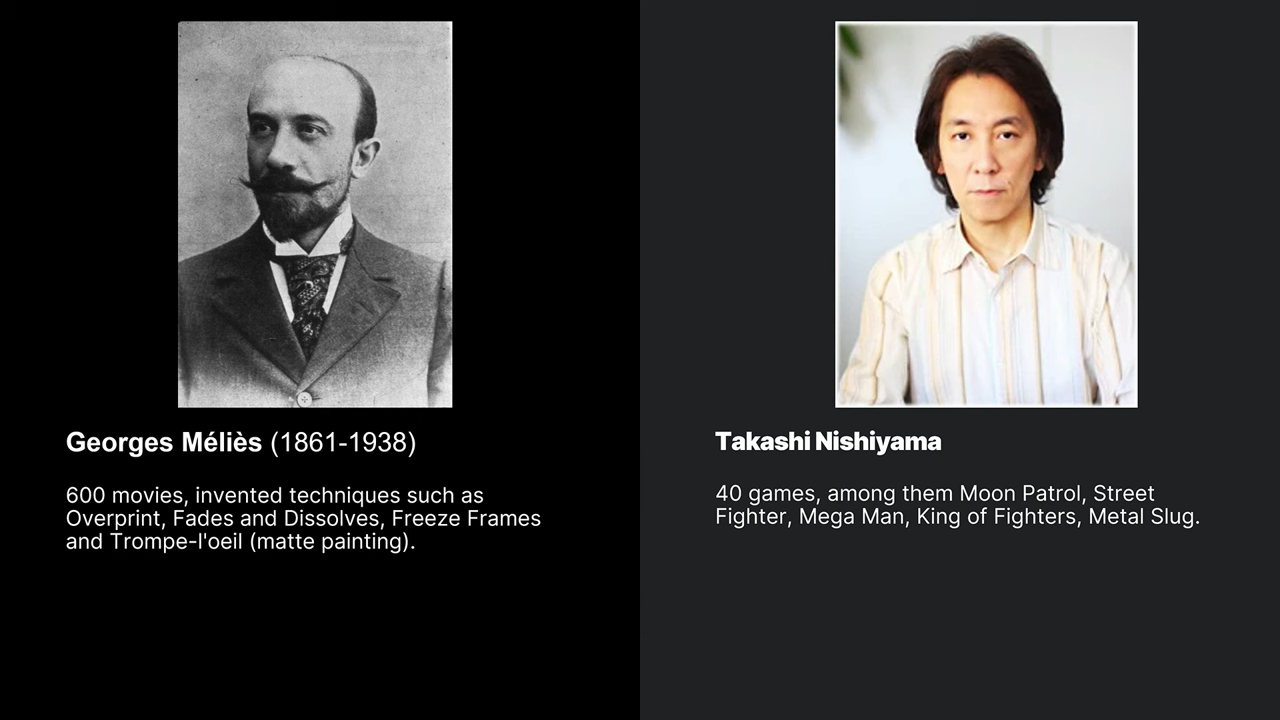 Georges Méliès (1861-1938)
600 movies, invented techniques such as
Overprint, Fades and Dissolves, Freeze Frames
and Trompe-l'oeil (matte painting).
Takashi Nishiyama
40 games, among them Moon Patrol, Street
Fighter, Mega Man, King of Fighters, Metal Slug.